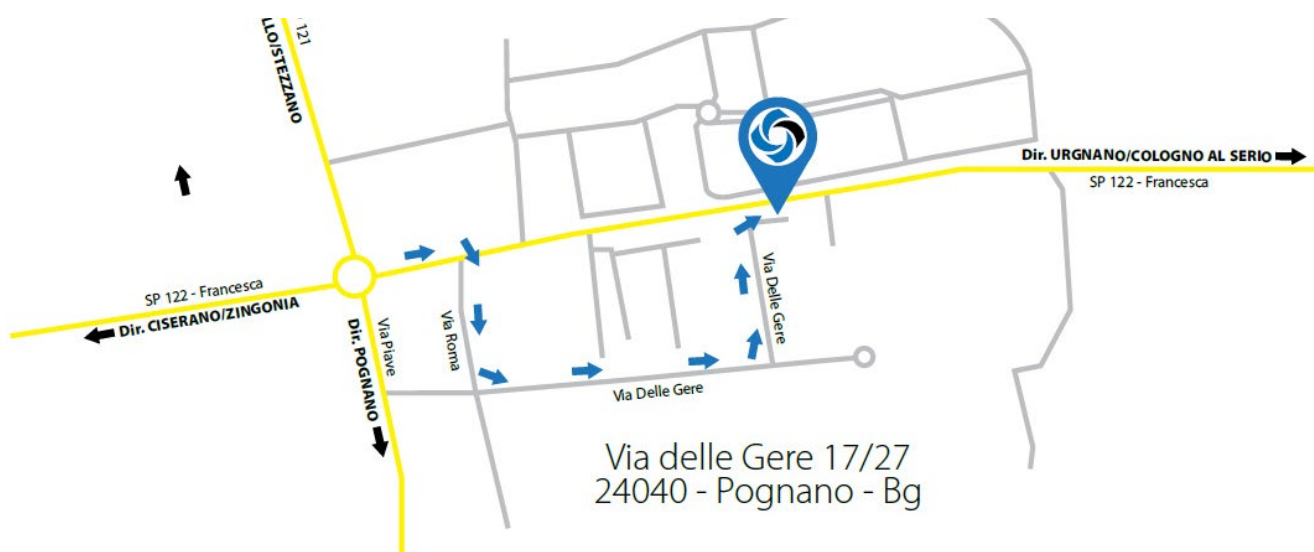 LLO/STEZZANO
121
Dir. URGNANO/COLOGNO AL SERIO
SP 122 - Francesca
SP 122 - Francesca
Dir. CISERANO/ZINGONIA
Dir. POGNANO
Via Piave
Via Roma
Via Delle Gere
Via Delle Gere
Via delle Gere 17/27
24040 - Pognano - Bg